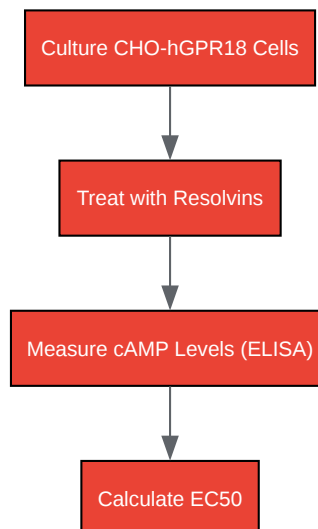 Culture CHO-hGPR18 Cells
Treat with Resolvins
Measure cAMP Levels (ELISA)
Calculate EC50